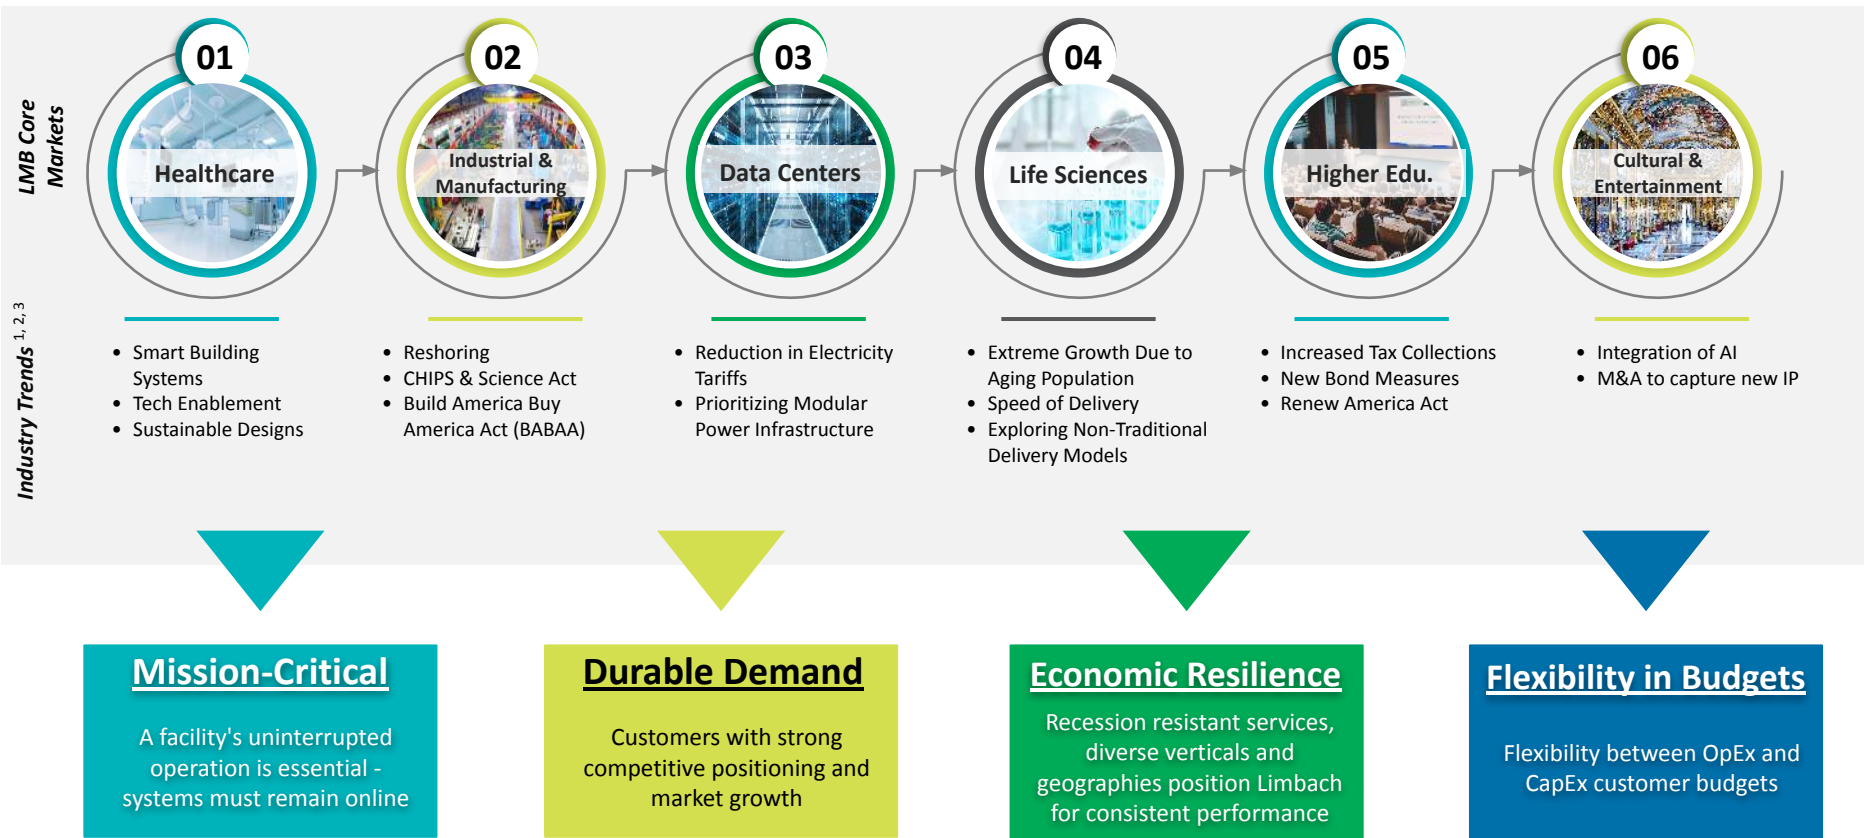 01
02
03
04
05
06
LMB Core
Markets
Healthcare
Industrial &
Manufacturing
Data Centers
Life Sciences
Higher Edu.
Cultural &
Entertainment
Industry Trends 1, 2, 3
• Smart Building
Systems
• Tech Enablement
• Sustainable Designs
• Reshoring
• CHIPS & Science Act
• Build America Buy
America Act (BABAA)
• Reduction in Electricity
Tariffs
• Prioritizing Modular
Power Infrastructure
• Extreme Growth Due to
Aging Population
• Speed of Delivery
• Exploring Non-Traditional
Delivery Models
• Increased Tax Collections
• New Bond Measures
• Renew America Act
• Integration of AI
• M&A to capture new IP
Mission-Critical
A facility's uninterrupted
operation is essential -
systems must remain online
Durable Demand
Customers with strong
competitive positioning and
market growth
Economic Resilience
Recession resistant services,
diverse verticals and
geographies position Limbach
for consistent performance
Flexibility in Budgets
Flexibility between OpEx and
CapEx customer budgets